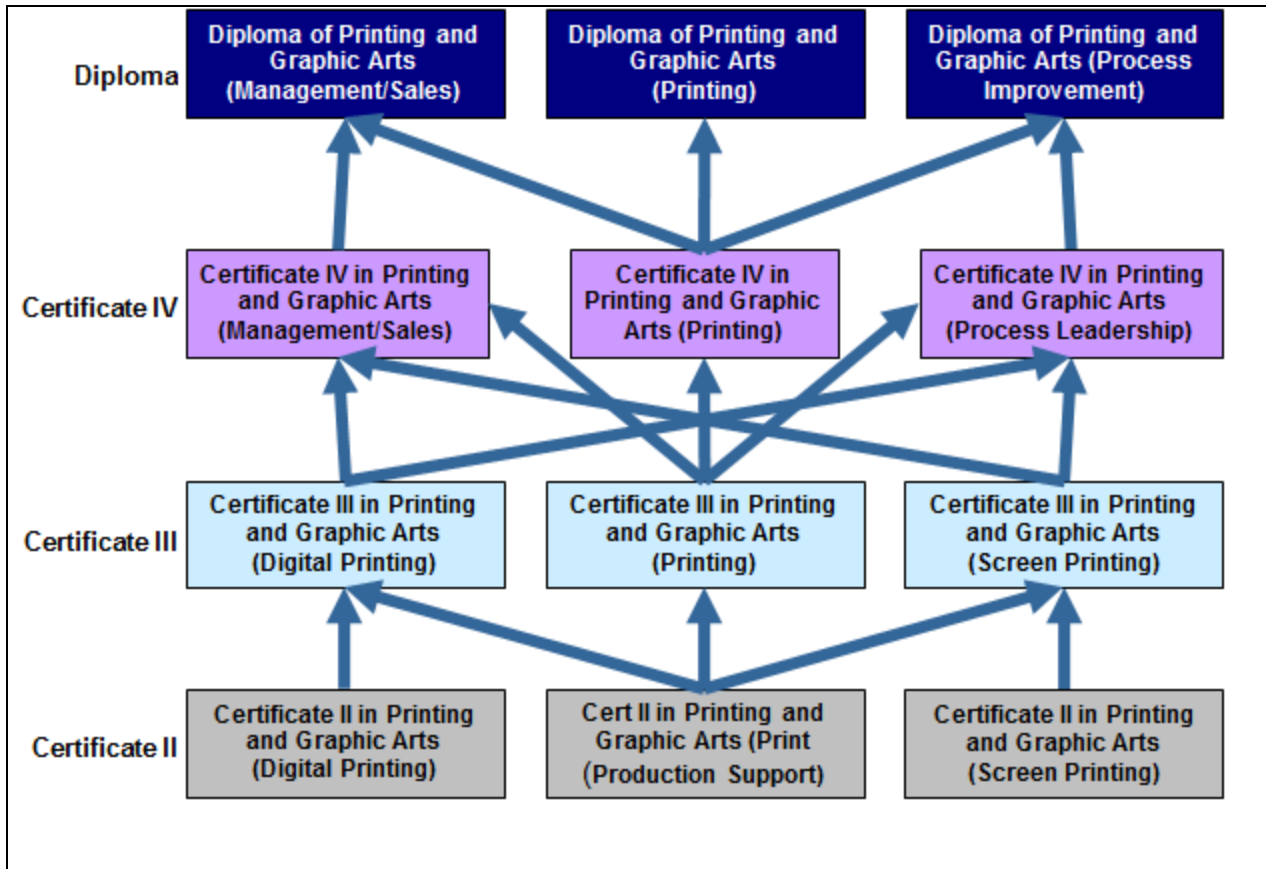 Diploma
Diploma of Printing and
Graphic Arts
(Management/Sales)
Diploma of Printing and
Graphic Arts
(Printing)
Diploma of Printing and
Graphic Arts (Process
Improvement)
Certificate IV
Certificate IV in Printing
and Graphic Arts
(Management/Sales)
Certificate IV in
Printing and Graphic
Arts (Printing)
Certificate IV in Printing
and Graphic Arts
(Process Leadership)
Certificate III
Certificate III in Printing
and Graphic Arts
(Digital Printing)
Certificate III in Printing
and Graphic Arts
(Printing)
Certificate III in Printing
and Graphic Arts
(Screen Printing)
Certificate II
Certificate II in Printing
and Graphic Arts
(Digital Printing)
Cert II in Printing and
Graphic Arts (Print
(Production Support)
Certificate II in Printing
and Graphic Arts
(Screen Printing)